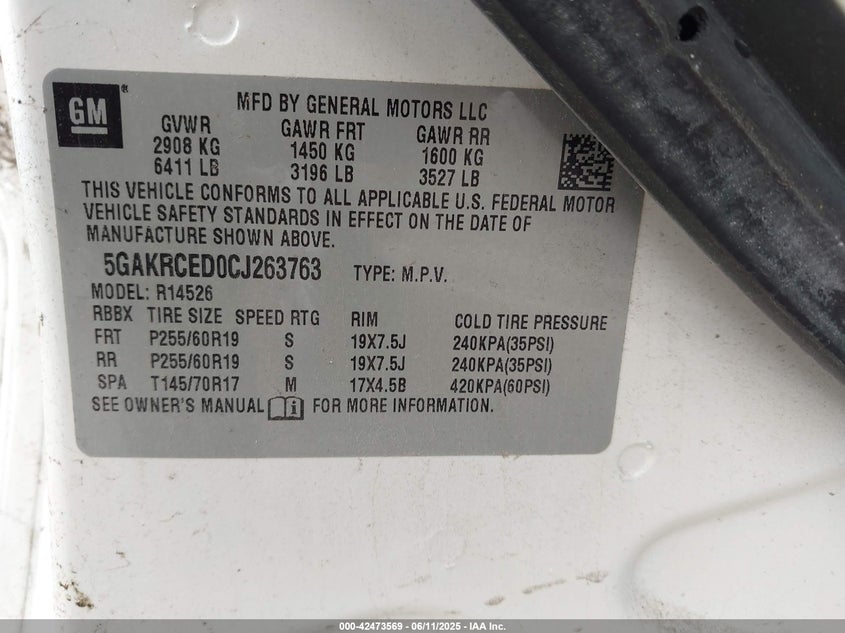 GM
MFD BY GENERAL MOTORS LLC
GVWR GAWR FRT GAWR RR
2908 KG 1450 KG 1600 KG
6411 LB 3196 LB 3527 LB
THIS VEHICLE CONFORMS TO ALL APPLICABLE U.S. FEDERAL MOTOR
VEHICLE SAFETY STANDARDS IN EFFECT ON THE DATE OF
MANUFACTURE SHOWN ABOVE.
5GAKRCED0CJ263763 TYPE: M.P.V.
MODEL: R14526
RBBX TIRE SIZE SPEED RTG RIM COLD TIRE PRESSURE
FRT P255/60R19 S 19X7.5J 240KPA(35PSI)
RR P255/60R19 S 19X7.5J 240KPA(35PSI)
SPA T145/70R17 M 17X4.5B 420KPA(60PSI)
SEE OWNER'S MANUAL FOR MORE INFORMATION.
000-42473569 - 06/11/2025 - IAA Inc.